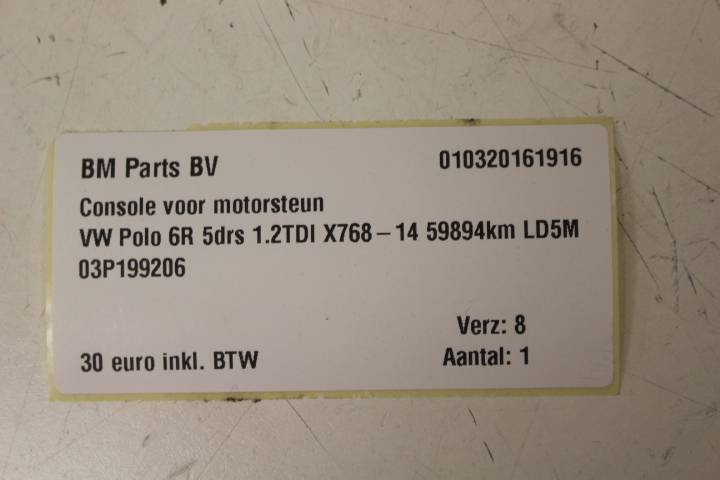 BM Parts BV 010320161916
Console voor motorsteun
VW Polo 6R 5drs 1.2TDI X768-14 59894km LD5M
03P199206
Verz: 8
30 euro inkl. BTW Aantal: 1